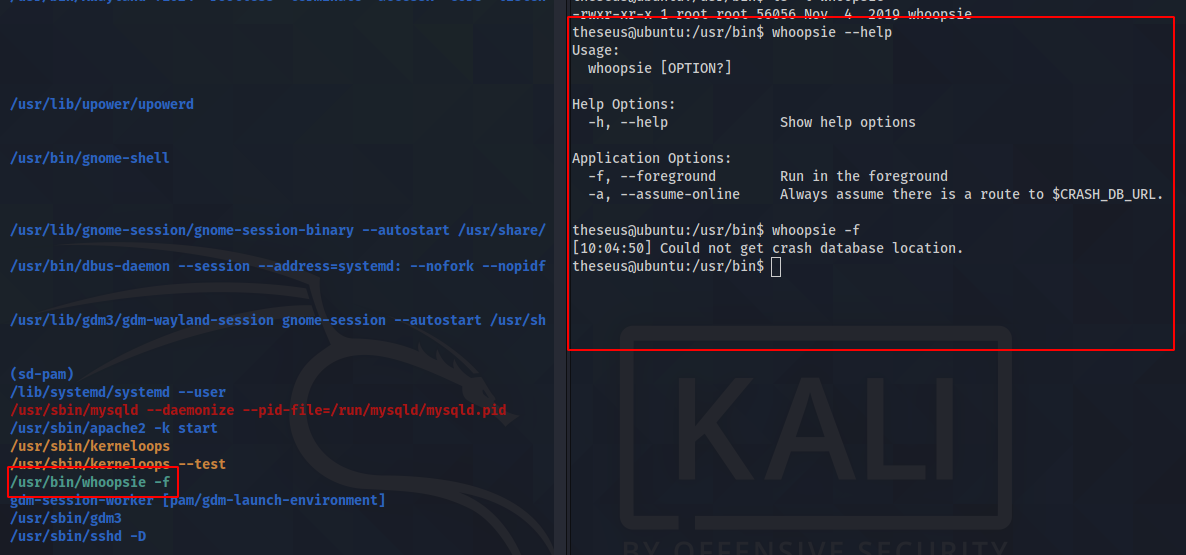 /usr/lib/upower/upowerd
/usr/bin/gnome-shell
/usr/lib/gnome-session/gnome-session-binary --autostart /usr/share/
/usr/bin/dbus-daemon --session --address=systemd: --nofork --nopidf
/usr/lib/gdm3/gdm-wayland-session gnome-session --autostart /usr/sh
(sd-pam)
/lib/systemd/systemd --user
/usr/sbin/mysqld --daemonize --pid-file=/run/mysqld/mysqld.pid
/usr/sbin/apache2 -k start
/usr/sbin/kerneloops
/usr/sbin/kerneloops --test
/usr/bin/whoopsie -f
gdm-session-worker [pam/gdm-launch-environment]
/usr/sbin/gdm3
/usr/sbin/sshd -D
-rwxr-xr-x 1 root root 56056 Nov  4  2019 whoopsie
theseus@ubuntu:/usr/bin$ whoopsie --help
Usage:
  whoopsie [OPTION?]
Help Options:
  -h, --help              Show help options
Application Options:
  -f, --foreground        Run in the foreground
  -a, --assume-online     Always assume there is a route to $CRASH_DB_URL.
theseus@ubuntu:/usr/bin$ whoopsie -f
[10:04:50] Could not get crash database location.
theseus@ubuntu:/usr/bin$
KALI
BY OFFENSIVE SECURITY